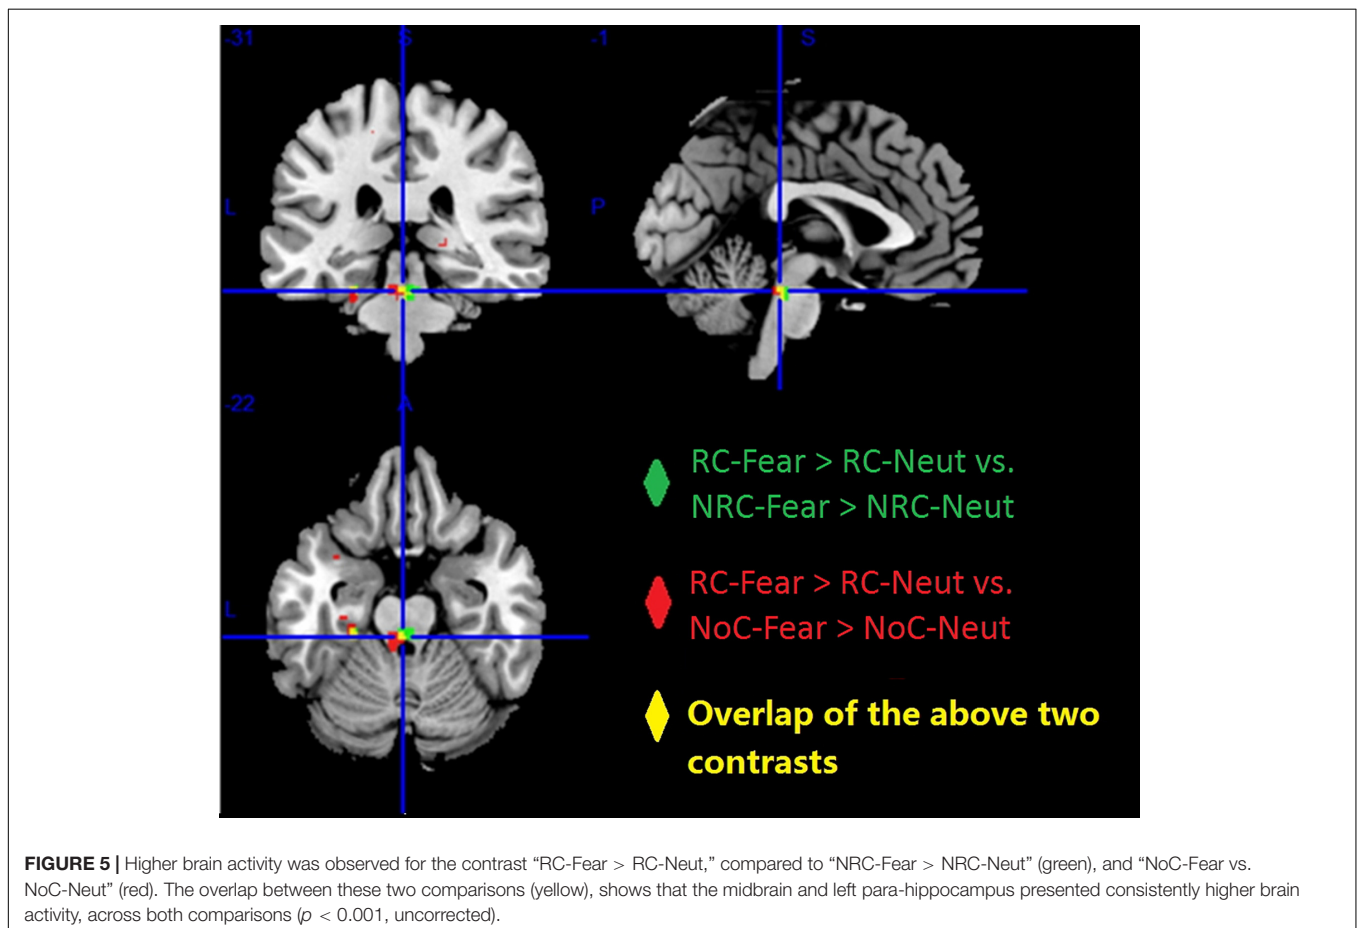 -31
S
-1
S
L
P
-22
A
L
RC-Fear > RC-Neut vs.
NRC-Fear > NRC-Neut
RC-Fear > RC-Neut vs.
NoC-Fear > NoC-Neut
Overlap of the above two
contrasts
FIGURE 5 | Higher brain activity was observed for the contrast “RC-Fear > RC-Neut,” compared to “NRC-Fear > NRC-Neut” (green), and “NoC-Fear vs.
NoC-Neut” (red). The overlap between these two comparisons (yellow), shows that the midbrain and left para-hippocampus presented consistently higher brain
activity, across both comparisons (p < 0.001, uncorrected).